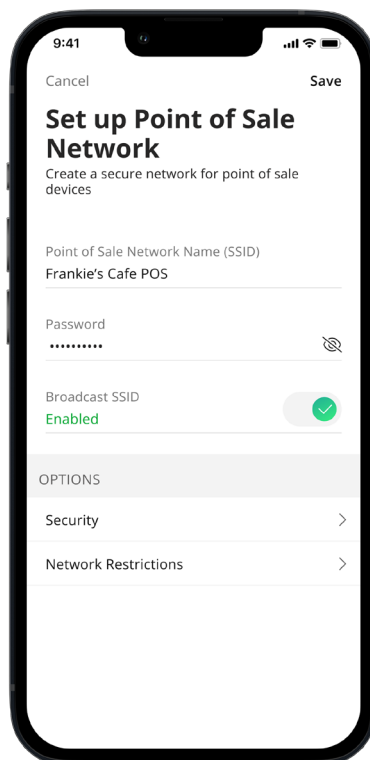 9:41
Cancel
Save
Set up Point of Sale
Network
Create a secure network for point of sale
devices
Point of Sale Network Name (SSID)
Frankie's Cafe POS
Password
••••••••••
Broadcast SSID
Enabled
OPTIONS
Security
Network Restrictions